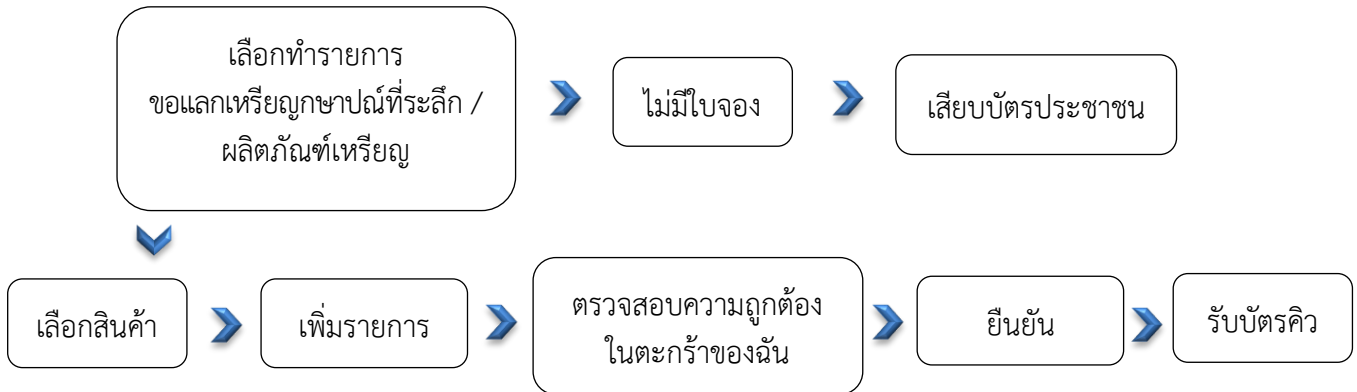 เลือกทำรายการ
ขอแลกเหรียญกษาปณ์ที่ระลึก /
ผลิตภัณฑ์เหรียญ
ไม่มีใบจอง
เสียบบัตรประชาชน
เลือกสินค้า
เพิ่มรายการ
ตรวจสอบความถูกต้อง
ในตะกร้าของฉัน
ยืนยัน
รับบัตรคิว